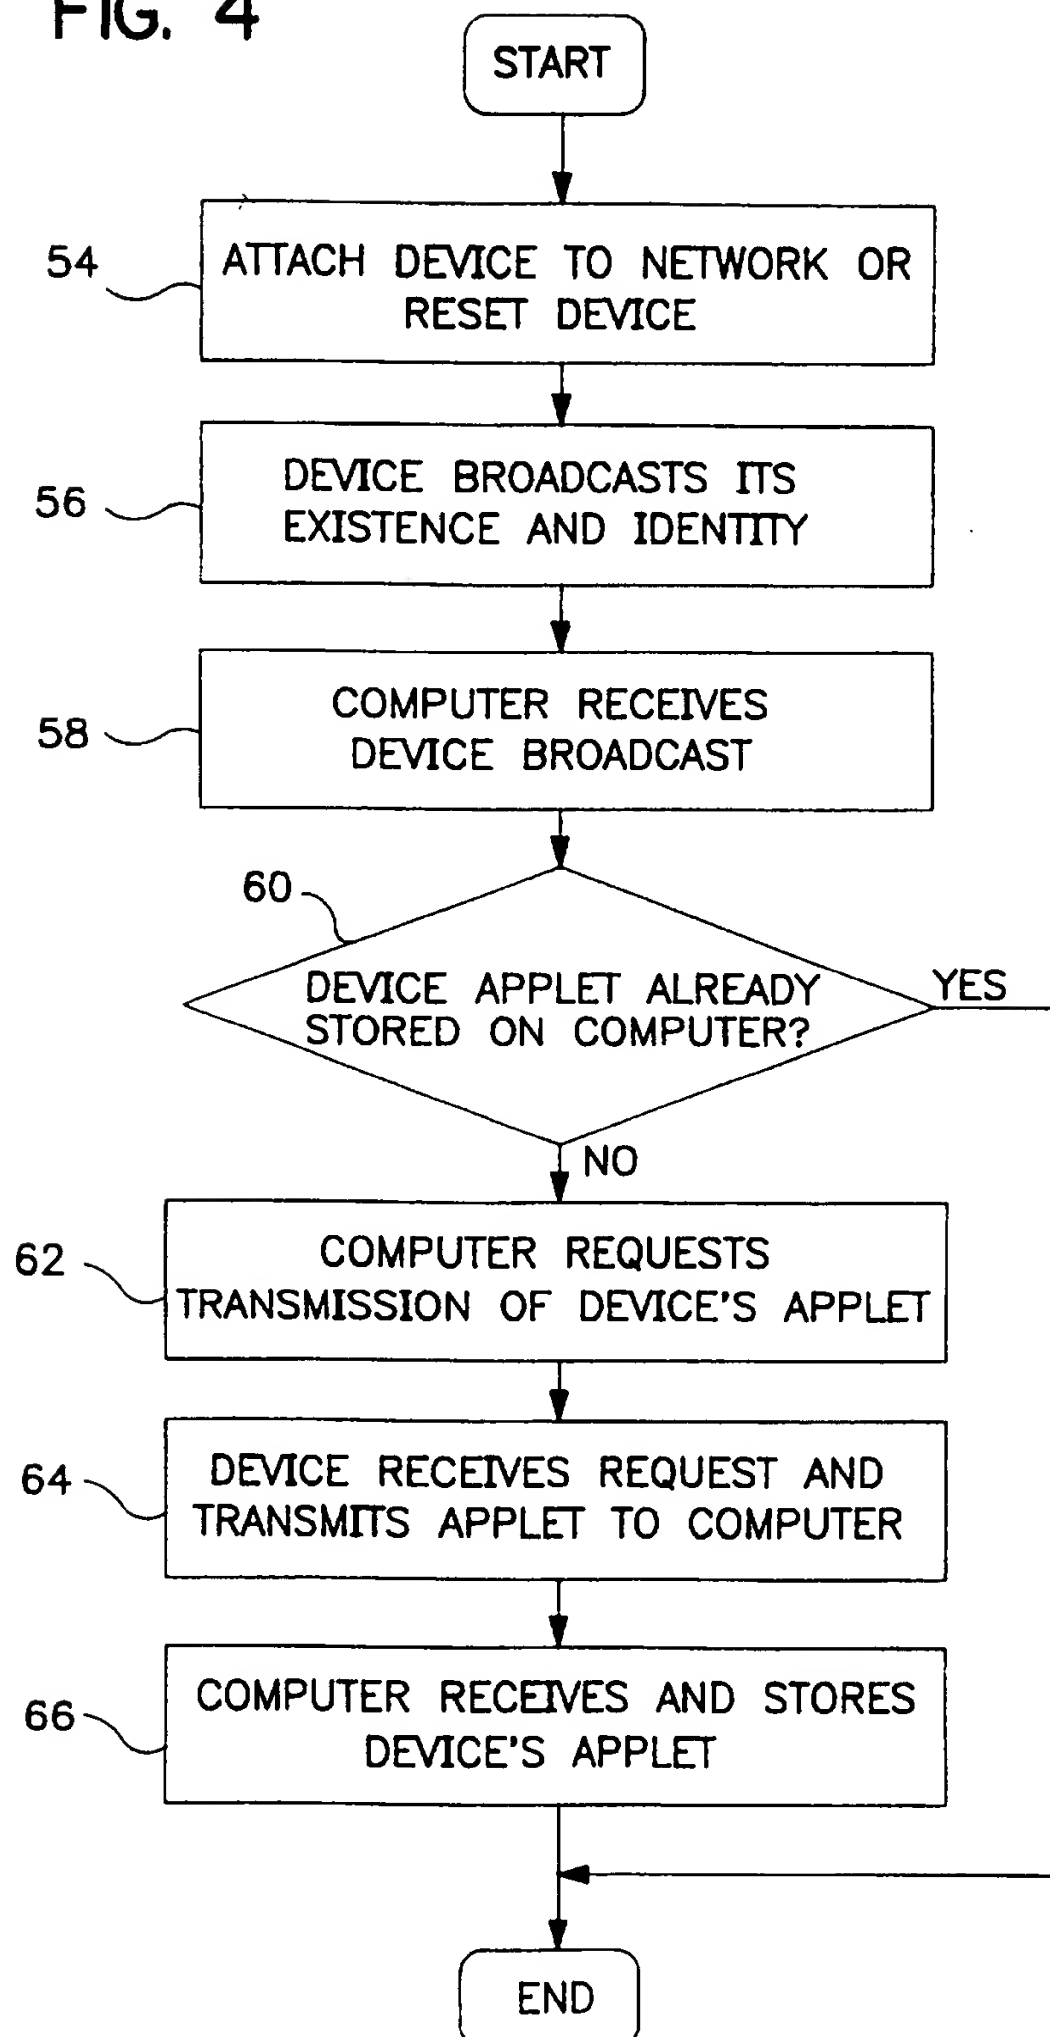 FIG. 4
START
54
ATTACH DEVICE TO NETWORK OR
RESET DEVICE
56
DEVICE BROADCASTS ITS
EXISTENCE AND IDENTITY
58
COMPUTER RECEIVES
DEVICE BROADCAST
60
DEVICE APPLET ALREADY
STORED ON COMPUTER?
YES
NO
62
COMPUTER REQUESTS
TRANSMISSION OF DEVICE'S APPLET
64
DEVICE RECEIVES REQUEST AND
TRANSMITS APPLET TO COMPUTER
66
COMPUTER RECEIVES AND STORES
DEVICE'S APPLET
END